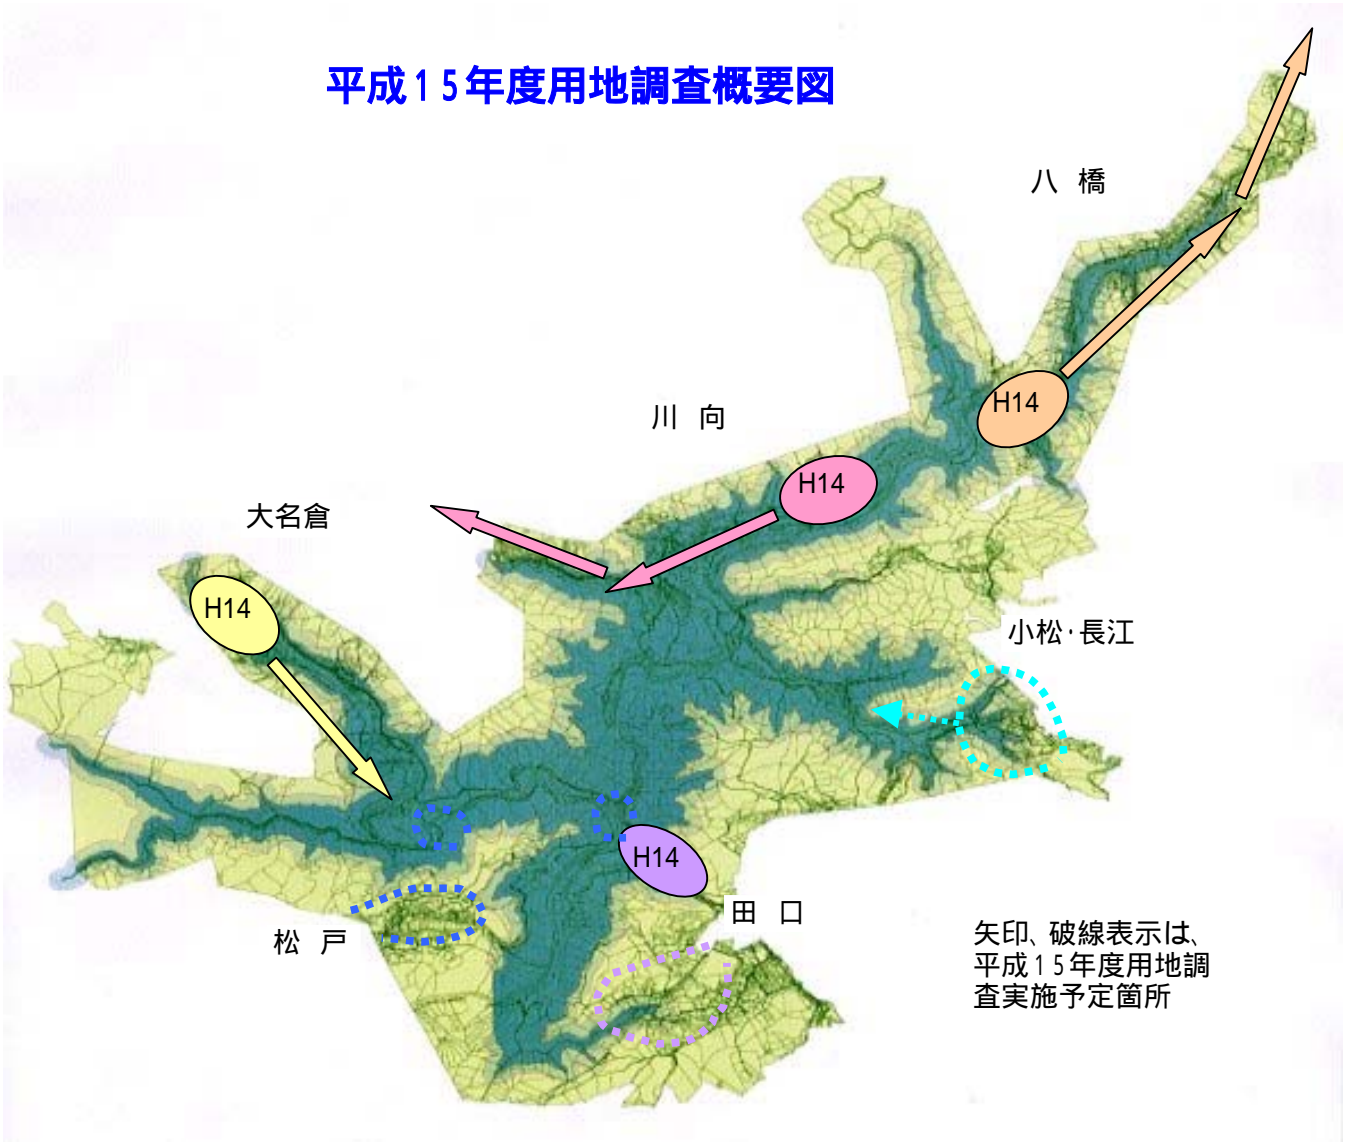 平成15年度用地調査概要図
八 橋
H14
川 向
H14
大名倉
H14
小松・長江
H14
田 口
松 戸
矢印、破線表示は、
平成15年度用地調
査実施予定箇所